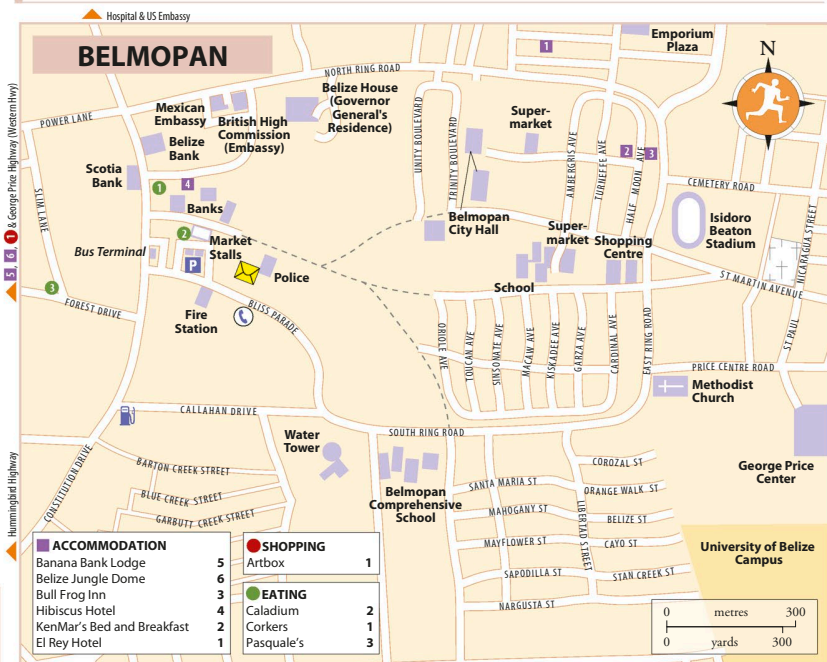 Hospital & US Embassy
BELMOPAN
Emporium
Plaza
1
N
NORTH RING ROAD
POWER LANE
Mexican
Embassy
British High
Commission
(Embassy)
Belize House
(Governor
General's
Residence)
Belize
Bank
Scotia
Bank
UNITY BOULEVARD
TRINITY BOULEVARD
Super-
market
AMBERGRIS AVE
TURNEFFE AVE
HALF MOON AVE
2
3
CEMETERY ROAD
SLIM LANE
5, 6, 1 & George Price Highway (Western Hwy)
1
4
Banks
2
Market
Stalls
Bus Terminal
P
Police
Belmopan
City Hall
Super-
market
Shopping
Centre
Isidoro
Beaton
Stadium
NICARAGUA STREET
School
ST MARTIN AVENUE
ST PAUL
3
FOREST DRIVE
Fire
Station
BLISS PARADE
ORIOLE AVE
TOUCAN AVE
SINSONATE AVE
MACAW AVE
KISKADEE AVE
GARZA AVE
CARDINAL AVE
EAST RING ROAD
PRICE CENTRE ROAD
Methodist
Church
CALLAHAN DRIVE
SOUTH RING ROAD
Water
Tower
George Price
Center
Hummingbird Highway
CONSTITUTION DRIVE
BARTON CREEK STREET
BLUE CREEK STREET
GARBUTT CREEK STREET
Belmopan
Comprehensive
School
COROZAL ST
SANTA MARIA ST
ORANGE WALK ST
MAHOGANY ST
LIBERTAD STREET
BELIZE ST
MAYFLOWER ST
CAYO ST
SAPODILLA ST
STAN CREEK ST
NARGUSTA ST
University of Belize
Campus
ACCOMMODATION
Banana Bank Lodge 5
Belize Jungle Dome 6
Bull Frog Inn 3
Hibiscus Hotel 4
KenMar's Bed and Breakfast 2
El Rey Hotel 1
SHOPPING
Artbox 1
EATING
Caladium 2
Corkers 1
Pasquale's 3
0 metres 300
0 yards 300